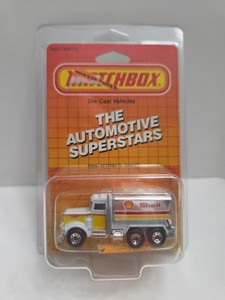 MATCHBOX
Die Cast Vehicles
THE
AUTOMOTIVE
SUPERSTARS
Shell